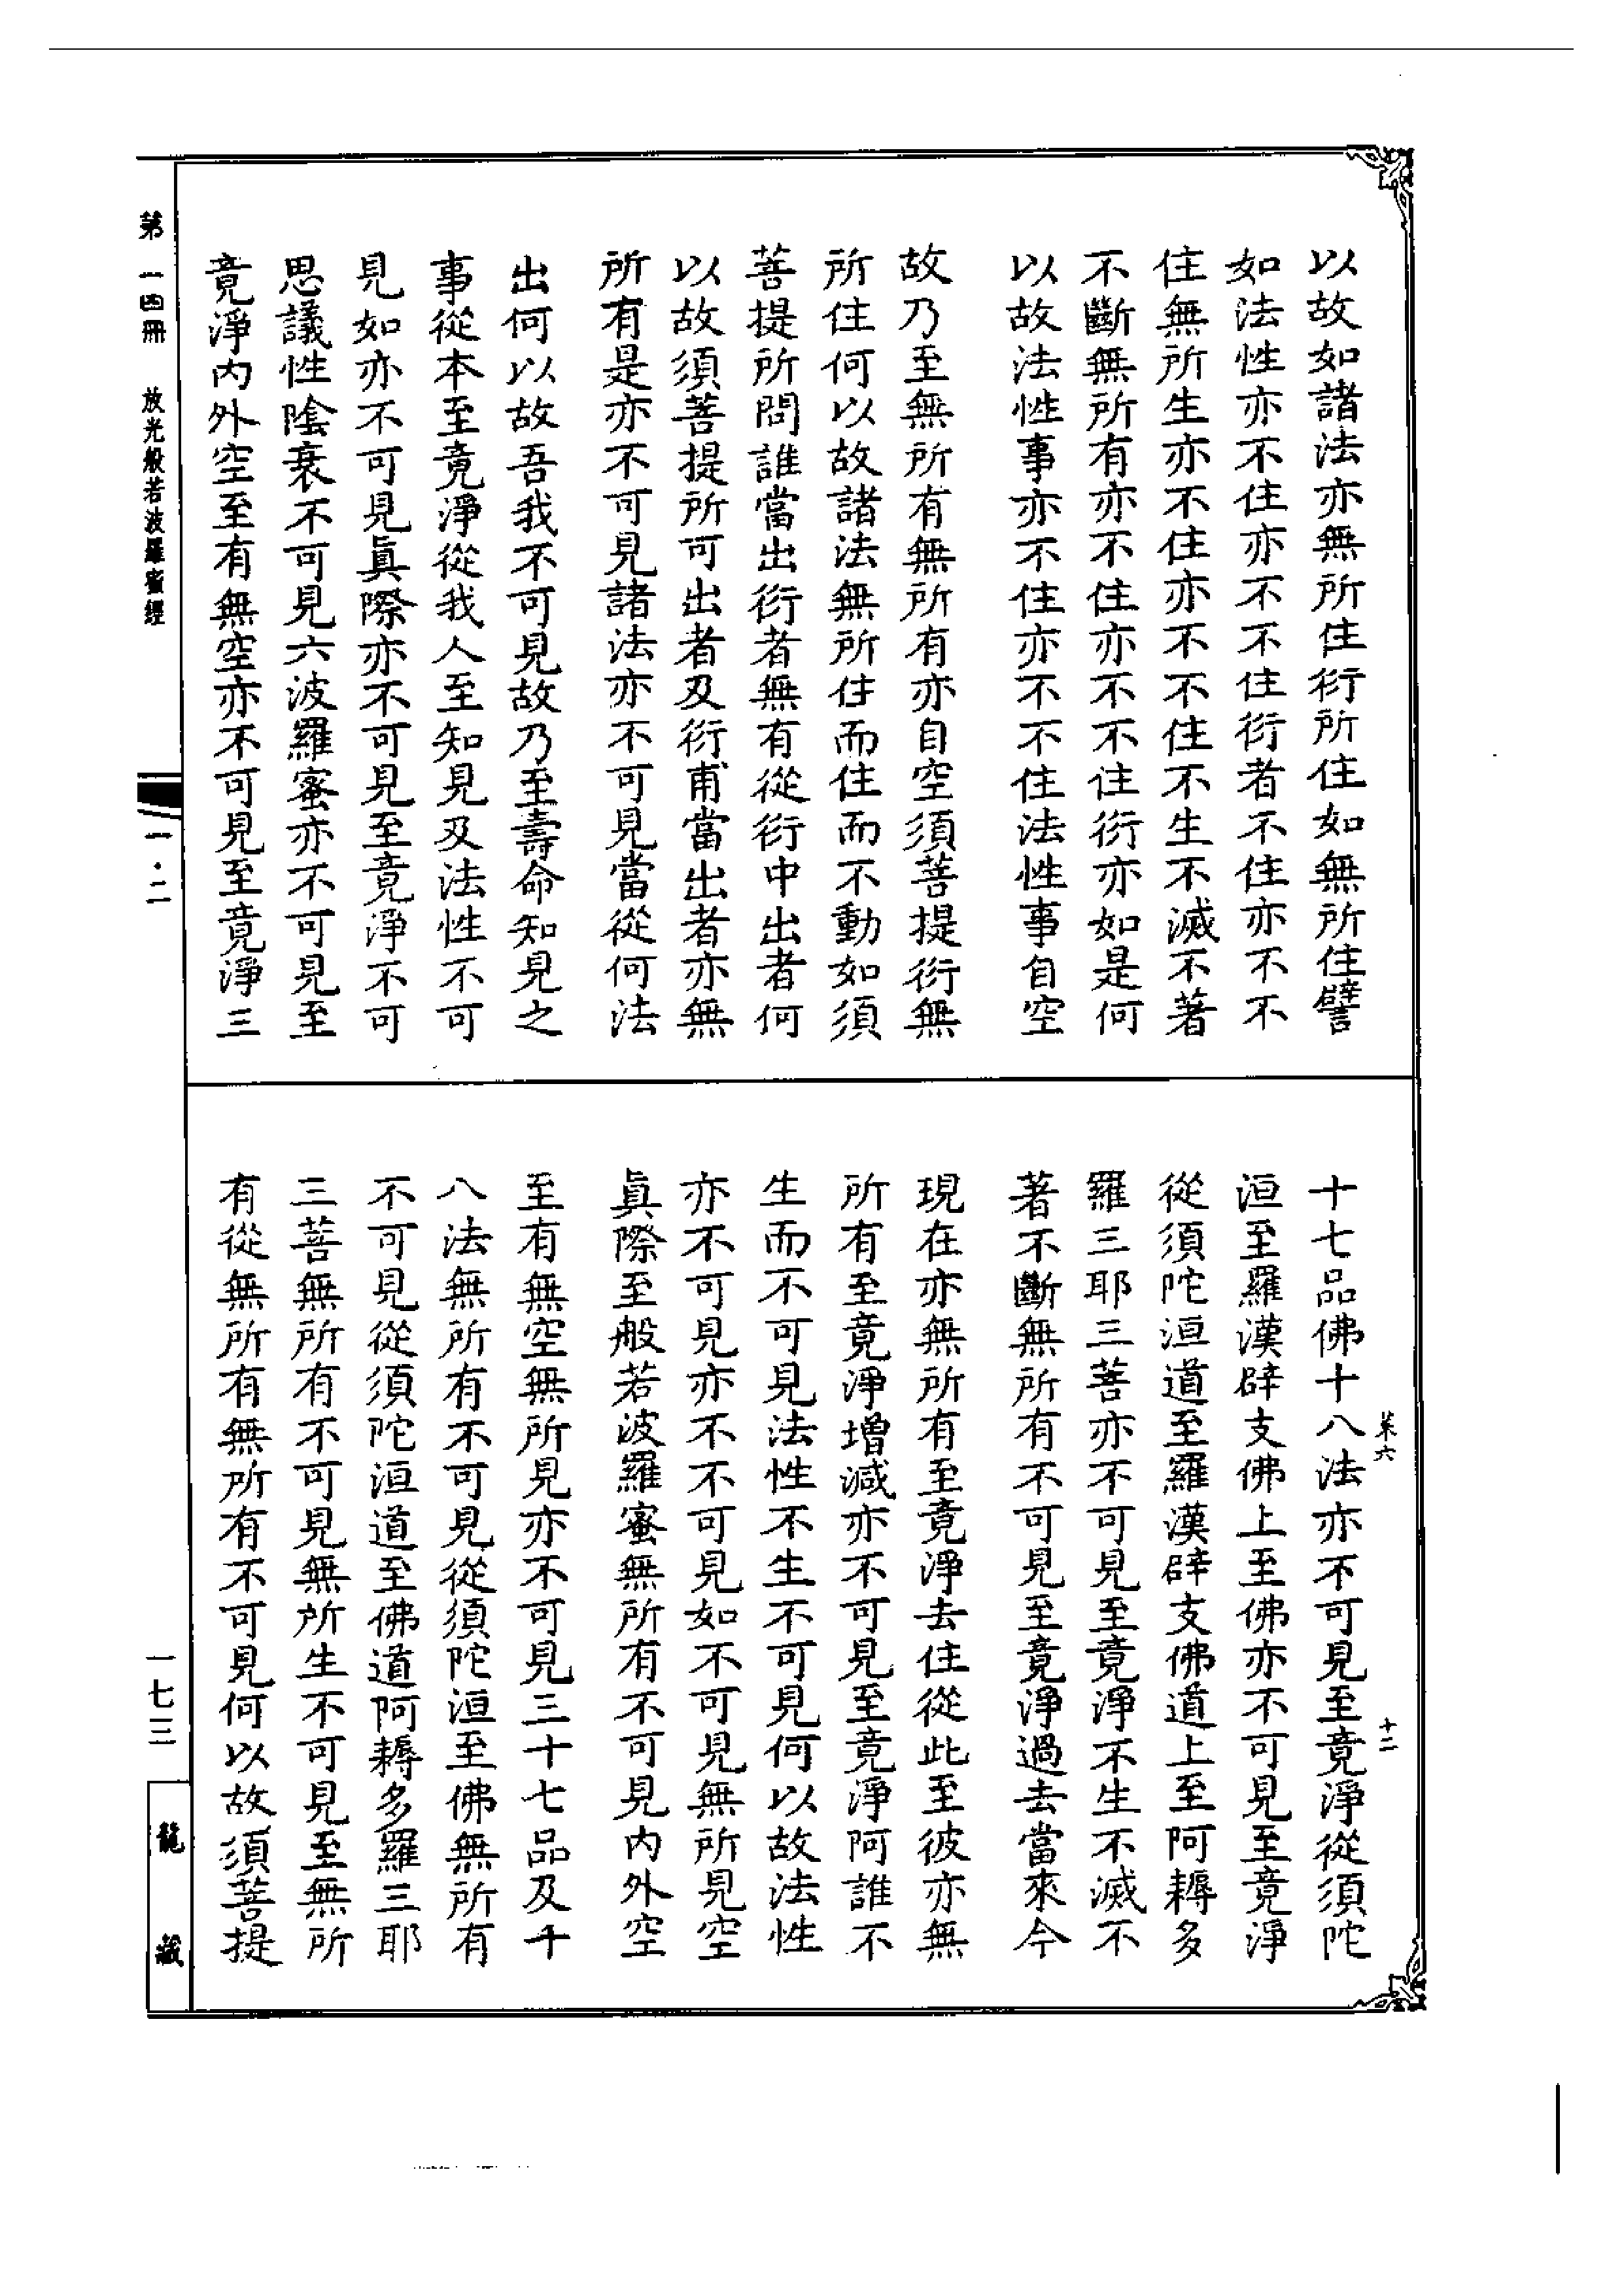 以故如諸法亦無所住衍所住如無所住譬
如法性亦不住亦不不住衍者不住亦不不
住無所生亦不住亦不不住不生不滅不著
不斷無所有亦不住亦不不住衍亦如是何
以故法性事亦不住亦不不住法性事自空
故乃至無所有無所有亦自空須菩提衍無
所住何以故諸法無所住而住而不動如須
菩提所問誰當出衍者無有從衍中出者何
以故須菩提所可出者及衍甫當出者亦無
所有是亦不可見諸法亦不可見當從何法
出何以故吾我不可見故乃至壽命知見之
事從本至竟淨從我人至知見及法性不可
見如亦不可見真際亦不可見至竟淨不可
思議性陰衰不可見六波羅蜜亦不可見至
竟淨內外空至有無空亦不可見至竟淨三
十七品佛十八法亦不可見至竟淨從須陀
洹至羅漢辟支佛上至佛亦不可見至竟淨
從須陀洹道至羅漢辟支佛道上至阿耨多
羅三耶三菩亦不可見至竟淨不生不滅不
著不斷無所有不可見至竟淨過去當來今
現在亦無所有至竟淨去住從此至彼亦無
所有至竟淨增減亦不可見至竟淨阿誰不
生而不可見法性不生不可見何以故法性
亦不可見亦不不可見如不可見無所見空
真際至般若波羅蜜無所有不可見內外空
至有無空無所見亦不可見三十七品及十
八法無所有不可見從須陀洹至佛無所有
不可見從須陀洹道至佛道阿耨多羅三耶
三菩無所有不可見無所生不可見至無所
有從無所有無所有不可見何以故須菩提
菜六
十二
第一四冊 放光般若波羅蜜經
一．二
一七三
龍藏